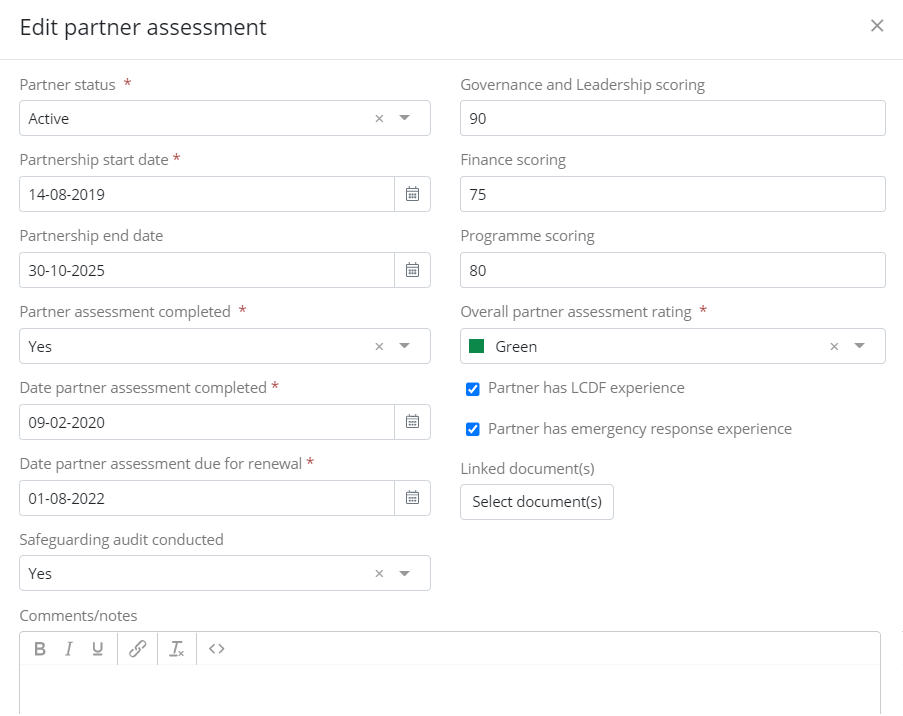 Edit partner assessment
Partner status *
Active
Partnership start date *
14-08-2019
Partnership end date
30-10-2025
Partner assessment completed *
Yes
Date partner assessment completed *
09-02-2020
Date partner assessment due for renewal *
01-08-2022
Safeguarding audit conducted
Yes
Governance and Leadership scoring
90
Finance scoring
75
Programme scoring
80
Overall partner assessment rating *
Green
Partner has LCDF experience
Partner has emergency response experience
Linked document(s)
Select document(s)
Comments/notes
B I U Tx <>